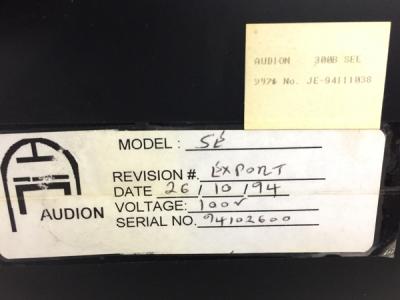 AUDION 300B SEL
No. JE-94111038
MODEL: SE
REVISION #. EXPORT
DATE 26/10/94
VOLTAGE: 100V
SERIAL NO. 94102600
AUDION